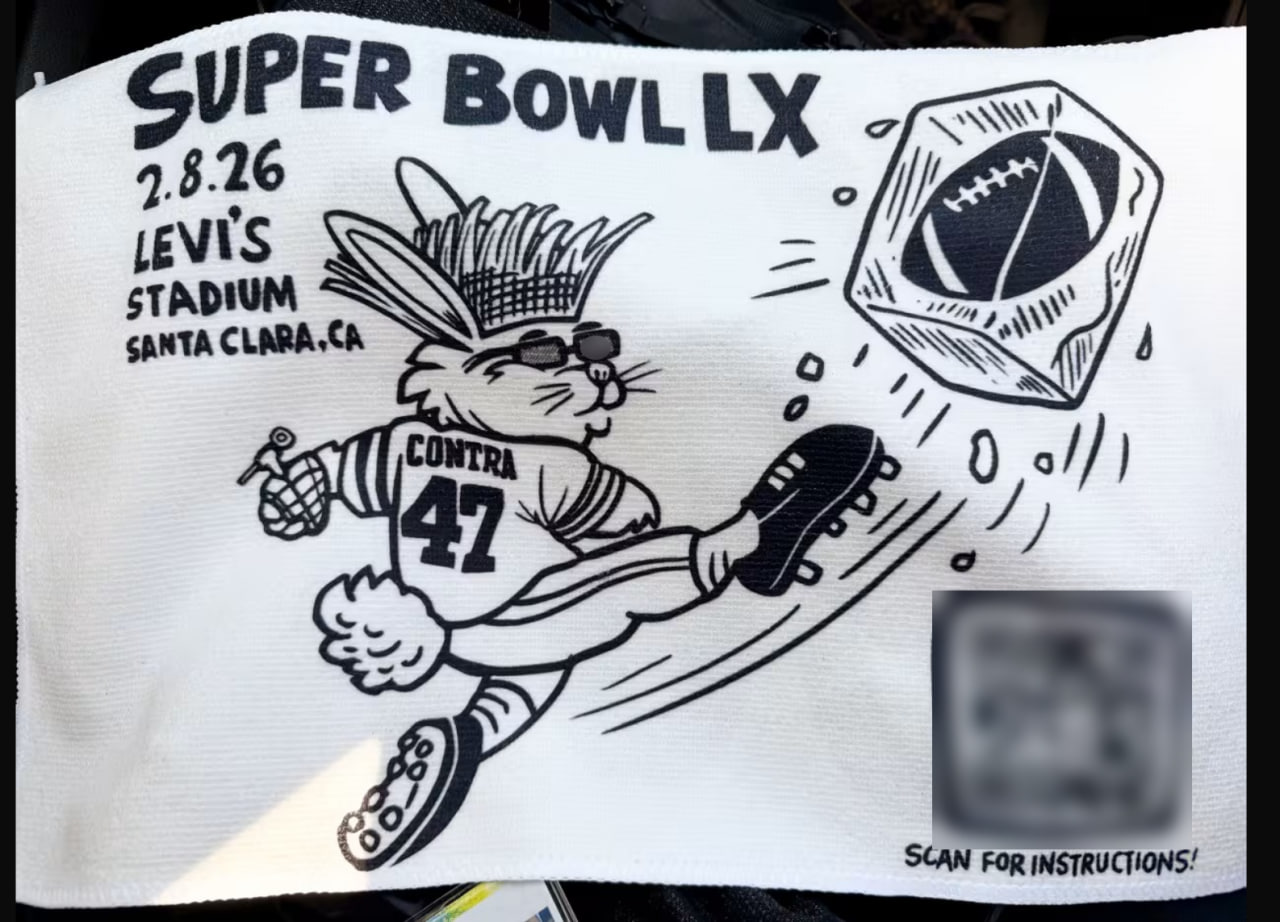 SUPER BOWL LX
2.8.26
LEVI'S
STADIUM
SANTA CLARA, CA
CONTRA
47
SCAN FOR INSTRUCTIONS!